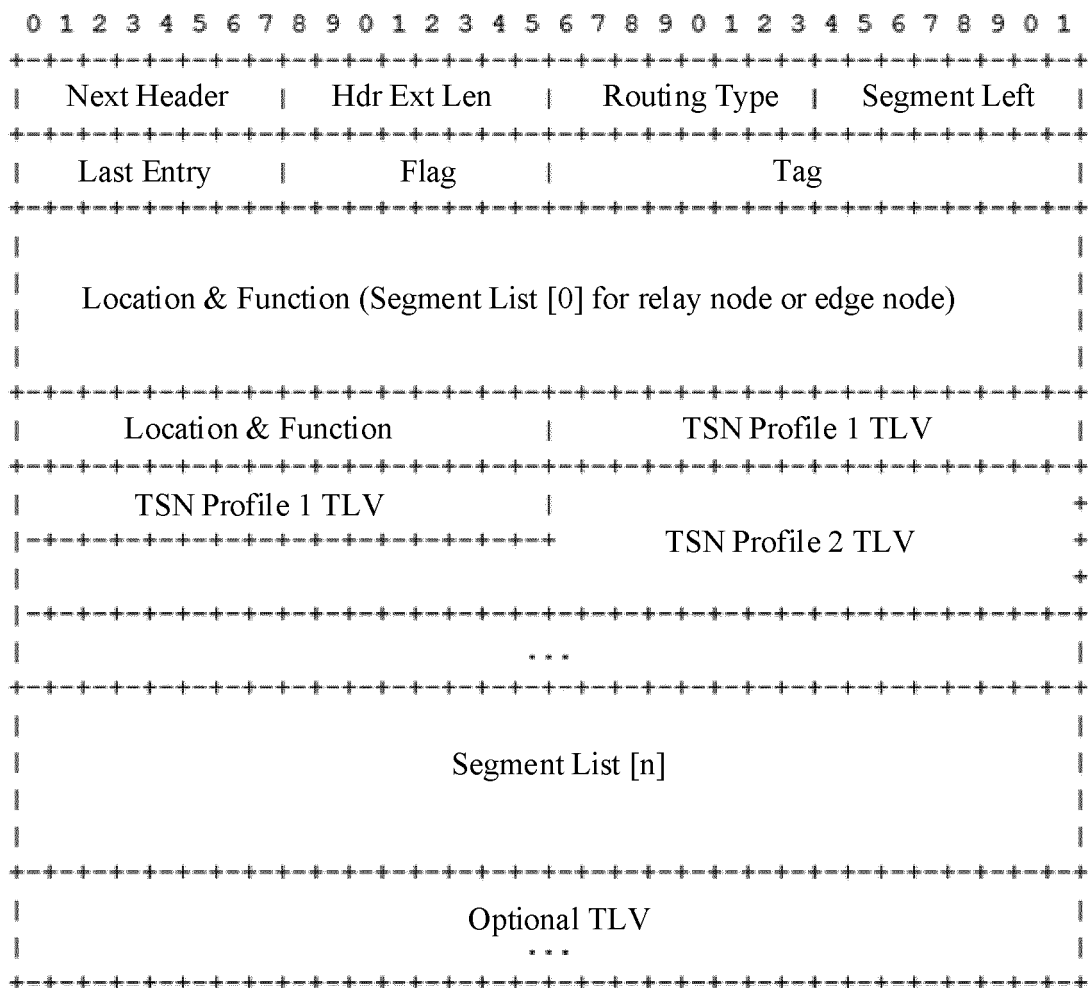 0 1 2 3 4 5 6 7 8 9 0 1 2 3 4 5 6 7 8 9 0 1 2 3 4 5 6 7 8 9 0 1
Next Header | Hdr Ext Len | Routing Type | Segment Left
Last Entry | Flag | Tag
Location & Function (Segment List [0] for relay node or edge node)
Location & Function | TSN Profile 1 TLV
TSN Profile 1 TLV
TSN Profile 2 TLV
...
Segment List [n]
Optional TLV
...